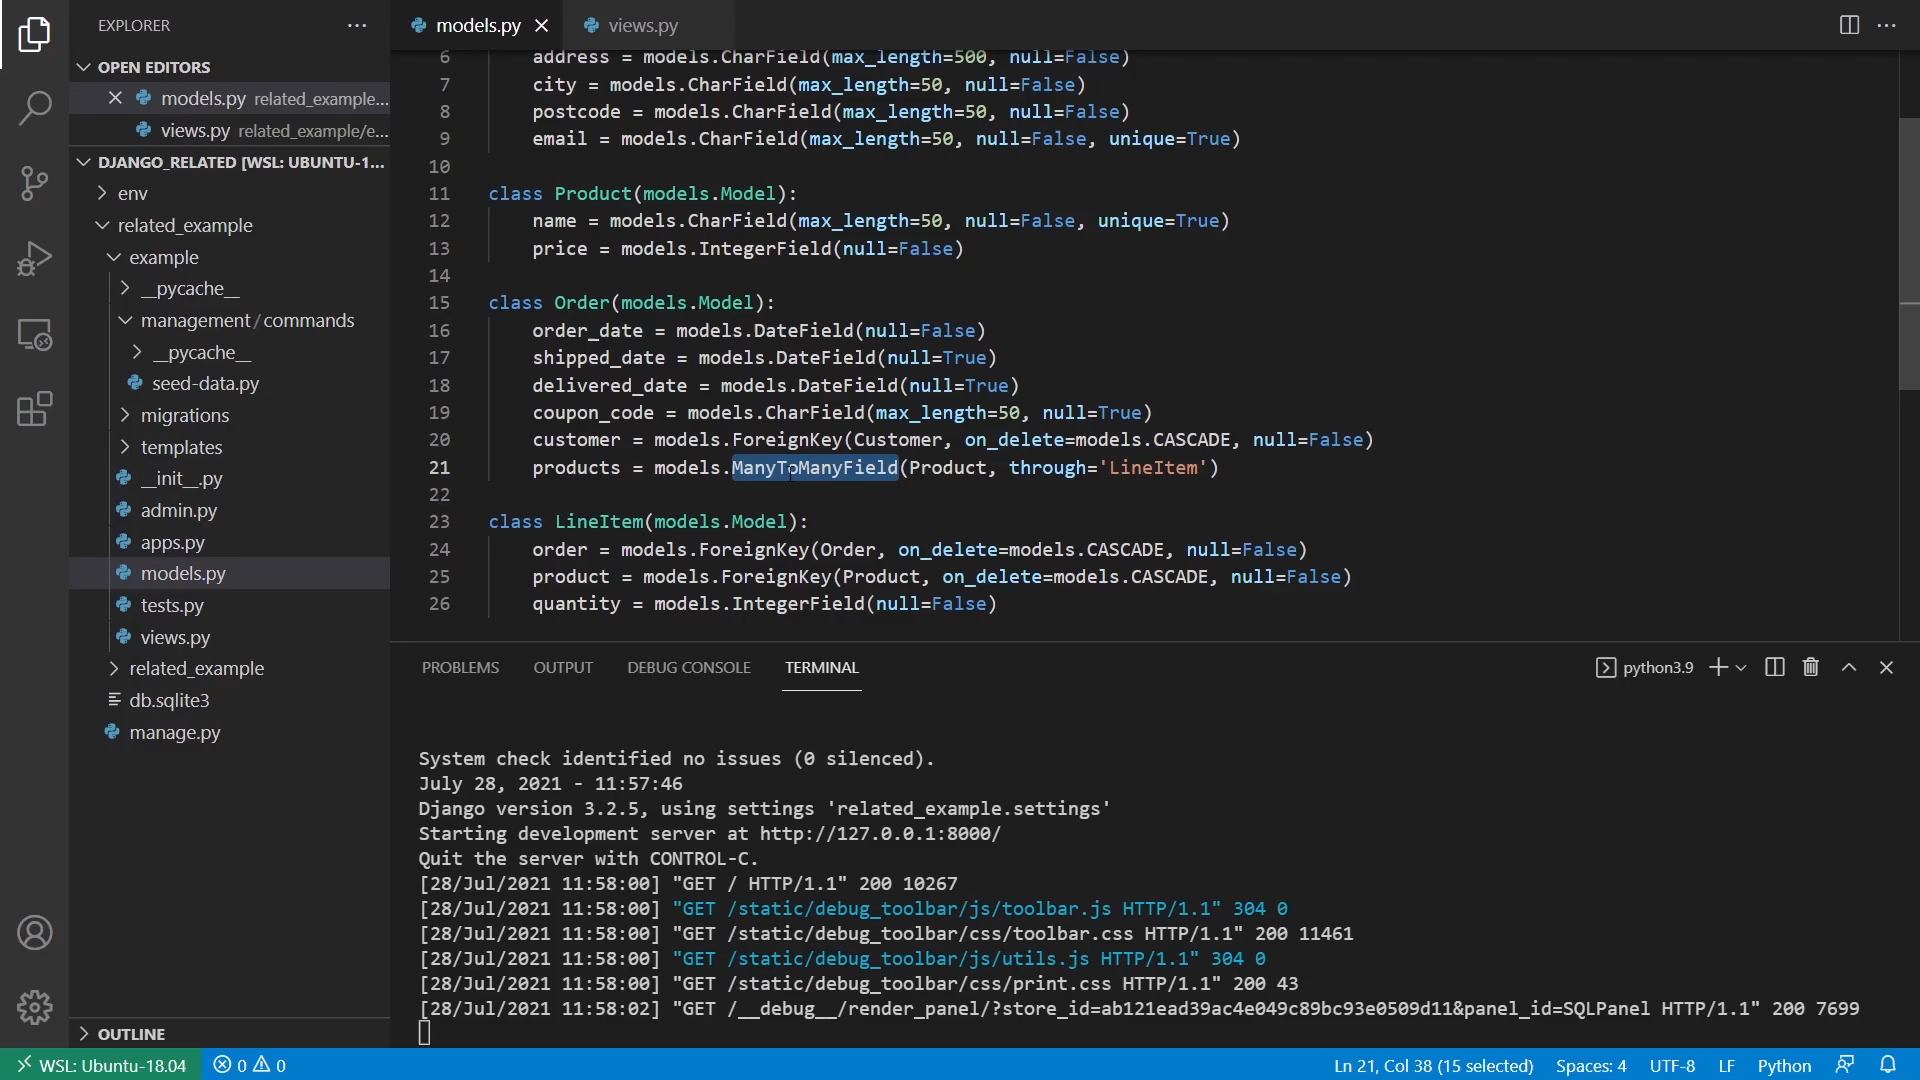 EXPLORER
OPEN EDITORS
models.py related_example...
views.py related_example/e...
DJANGO_RELATED [WSL: UBUNTU-1...
env
related_example
example
__pycache__
management/commands
__pycache__
seed-data.py
migrations
templates
__init__.py
admin.py
apps.py
models.py
tests.py
views.py
related_example
db.sqlite3
manage.py
OUTLINE
models.py views.py
6 address = models.CharField(max_length=500, null=False)
7 city = models.CharField(max_length=50, null=False)
8 postcode = models.CharField(max_length=50, null=False)
9 email = models.CharField(max_length=50, null=False, unique=True)
10
11 class Product(models.Model):
12 name = models.CharField(max_length=50, null=False, unique=True)
13 price = models.IntegerField(null=False)
14
15 class Order(models.Model):
16 order_date = models.DateField(null=False)
17 shipped_date = models.DateField(null=True)
18 delivered_date = models.DateField(null=True)
19 coupon_code = models.CharField(max_length=50, null=True)
20 customer = models.ForeignKey(Customer, on_delete=models.CASCADE, null=False)
21 products = models.ManyToManyField(Product, through='LineItem')
22
23 class LineItem(models.Model):
24 order = models.ForeignKey(Order, on_delete=models.CASCADE, null=False)
25 product = models.ForeignKey(Product, on_delete=models.CASCADE, null=False)
26 quantity = models.IntegerField(null=False)
PROBLEMS OUTPUT DEBUG CONSOLE TERMINAL python3.9
System check identified no issues (0 silenced).
July 28, 2021 - 11:57:46
Django version 3.2.5, using settings 'related_example.settings'
Starting development server at http://127.0.0.1:8000/
Quit the server with CONTROL-C.
[28/Jul/2021 11:58:00] "GET / HTTP/1.1" 200 10267
[28/Jul/2021 11:58:00] "GET /static/debug_toolbar/js/toolbar.js HTTP/1.1" 304 0
[28/Jul/2021 11:58:00] "GET /static/debug_toolbar/css/toolbar.css HTTP/1.1" 200 11461
[28/Jul/2021 11:58:00] "GET /static/debug_toolbar/js/utils.js HTTP/1.1" 304 0
[28/Jul/2021 11:58:00] "GET /static/debug_toolbar/css/print.css HTTP/1.1" 200 43
[28/Jul/2021 11:58:02] "GET /__debug__/render_panel/?store_id=ab121ead39ac4e049c89bc93e0509d11&panel_id=SQLPanel HTTP/1.1" 200 7699
WSL: Ubuntu-18.04 0 0 Ln 21, Col 38 (15 selected) Spaces: 4 UTF-8 LF Python